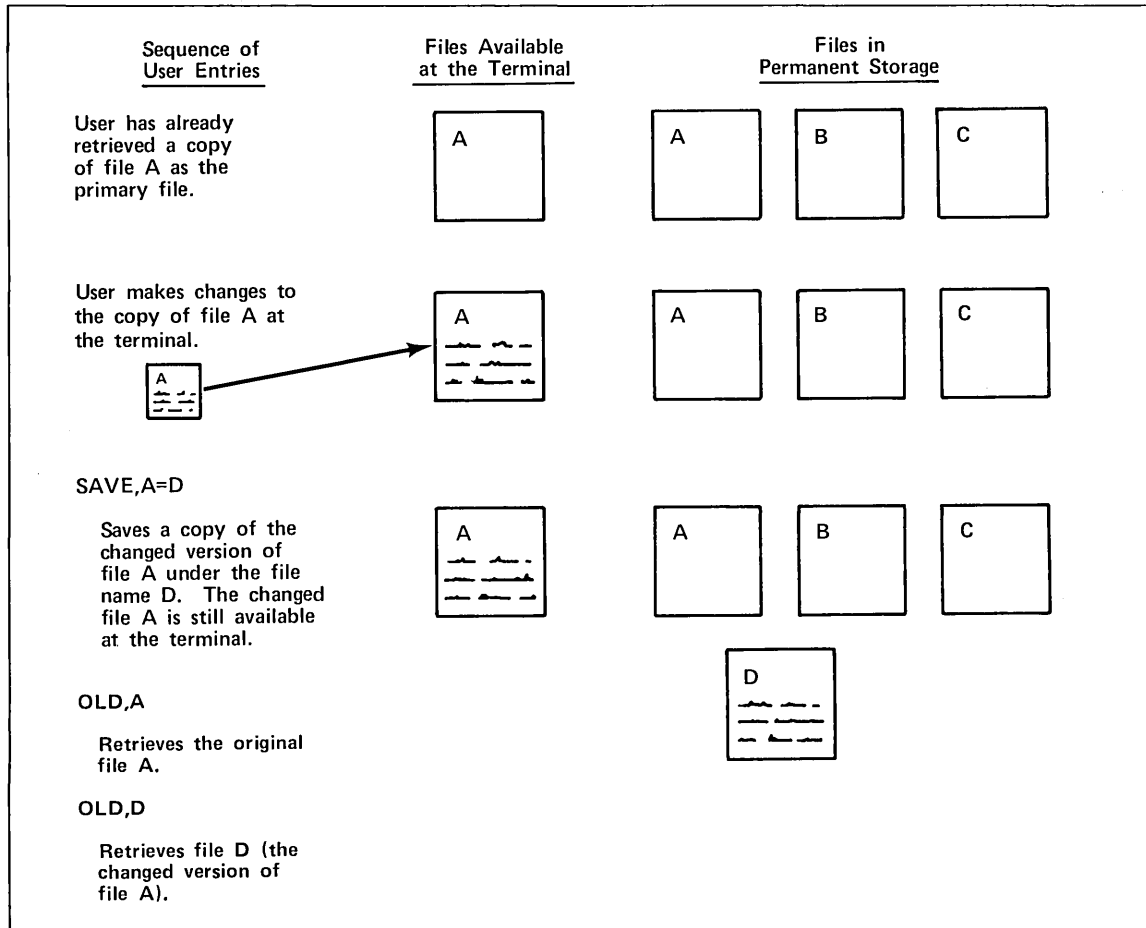 Sequence of
User Entries
Files Available
at the Terminal
Files in
Permanent Storage
User has already
retrieved a copy
of file A as the
primary file.
A
A
B
C
User makes changes to
the copy of file A at
the terminal.
A
A
A
B
C
SAVE,A=D
Saves a copy of the
changed version of
file A under the file
name D. The changed
file A is still available
at the terminal.
A
A
B
C
D
OLD,A
Retrieves the original
file A.
OLD,D
Retrieves file D (the
changed version of
file A).